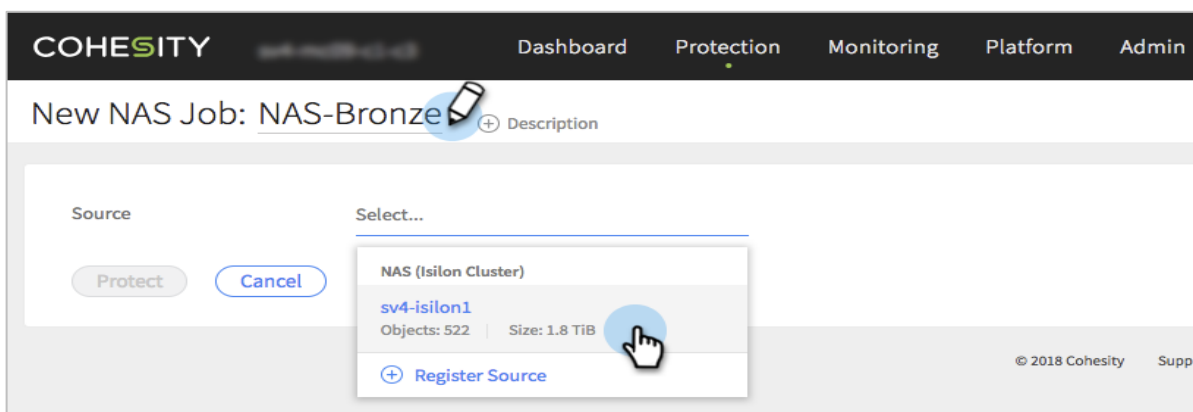 COHESITY Dashboard Protection Monitoring Platform Admin
New NAS Job: NAS-Bronze Description
Source Select...
NAS (Isilon Cluster)
Protect Cancel
sv4-isilon1
Objects: 522 Size: 1.8 TiB
Register Source
© 2018 Cohesity Supp